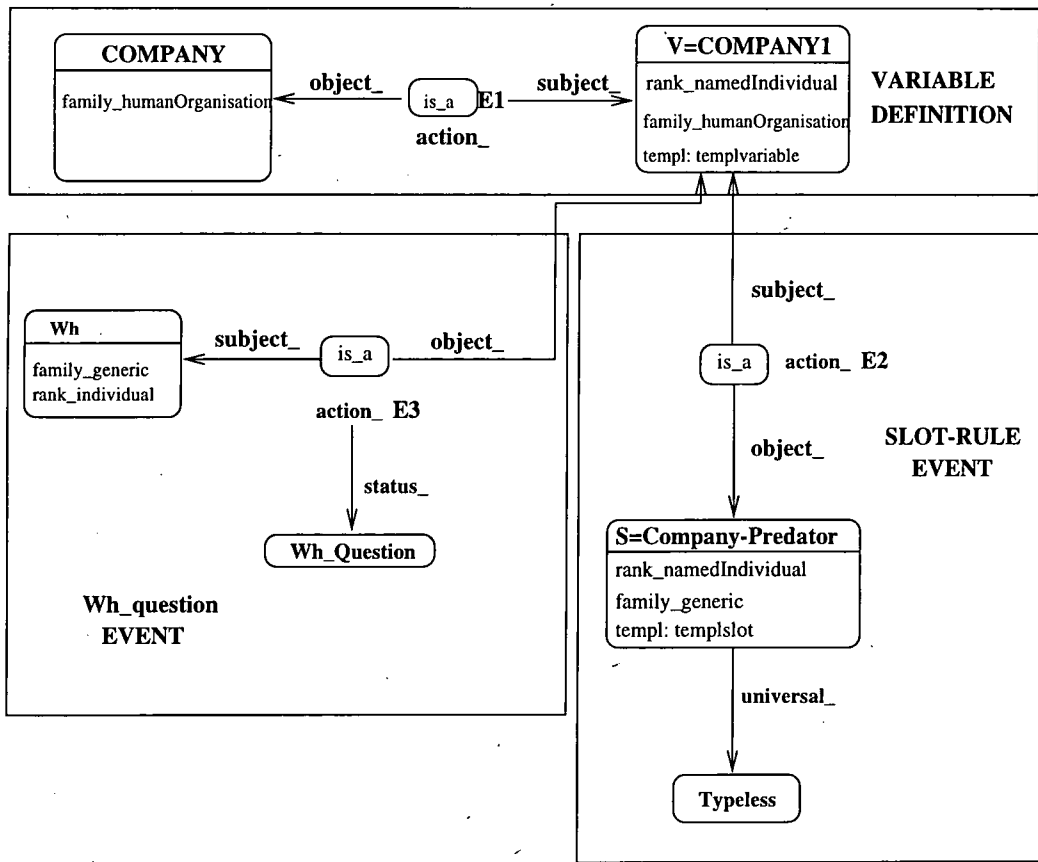 COMPANY
family_humanOrganisation
object_
is_a
E1
action_
subject_
V=COMPANY1
rank_namedIndividual
family_humanOrganisation
templ: templvariable
VARIABLE
DEFINITION
Wh
family_generic
rank_individual
subject_
is_a
object_
action_ E3
status_
Wh_Question
Wh_question
EVENT
subject_
is_a
action_ E2
object_
SLOT-RULE
EVENT
S=Company-Predator
rank_namedIndividual
family_generic
templ: templslot
universal_
Typeless